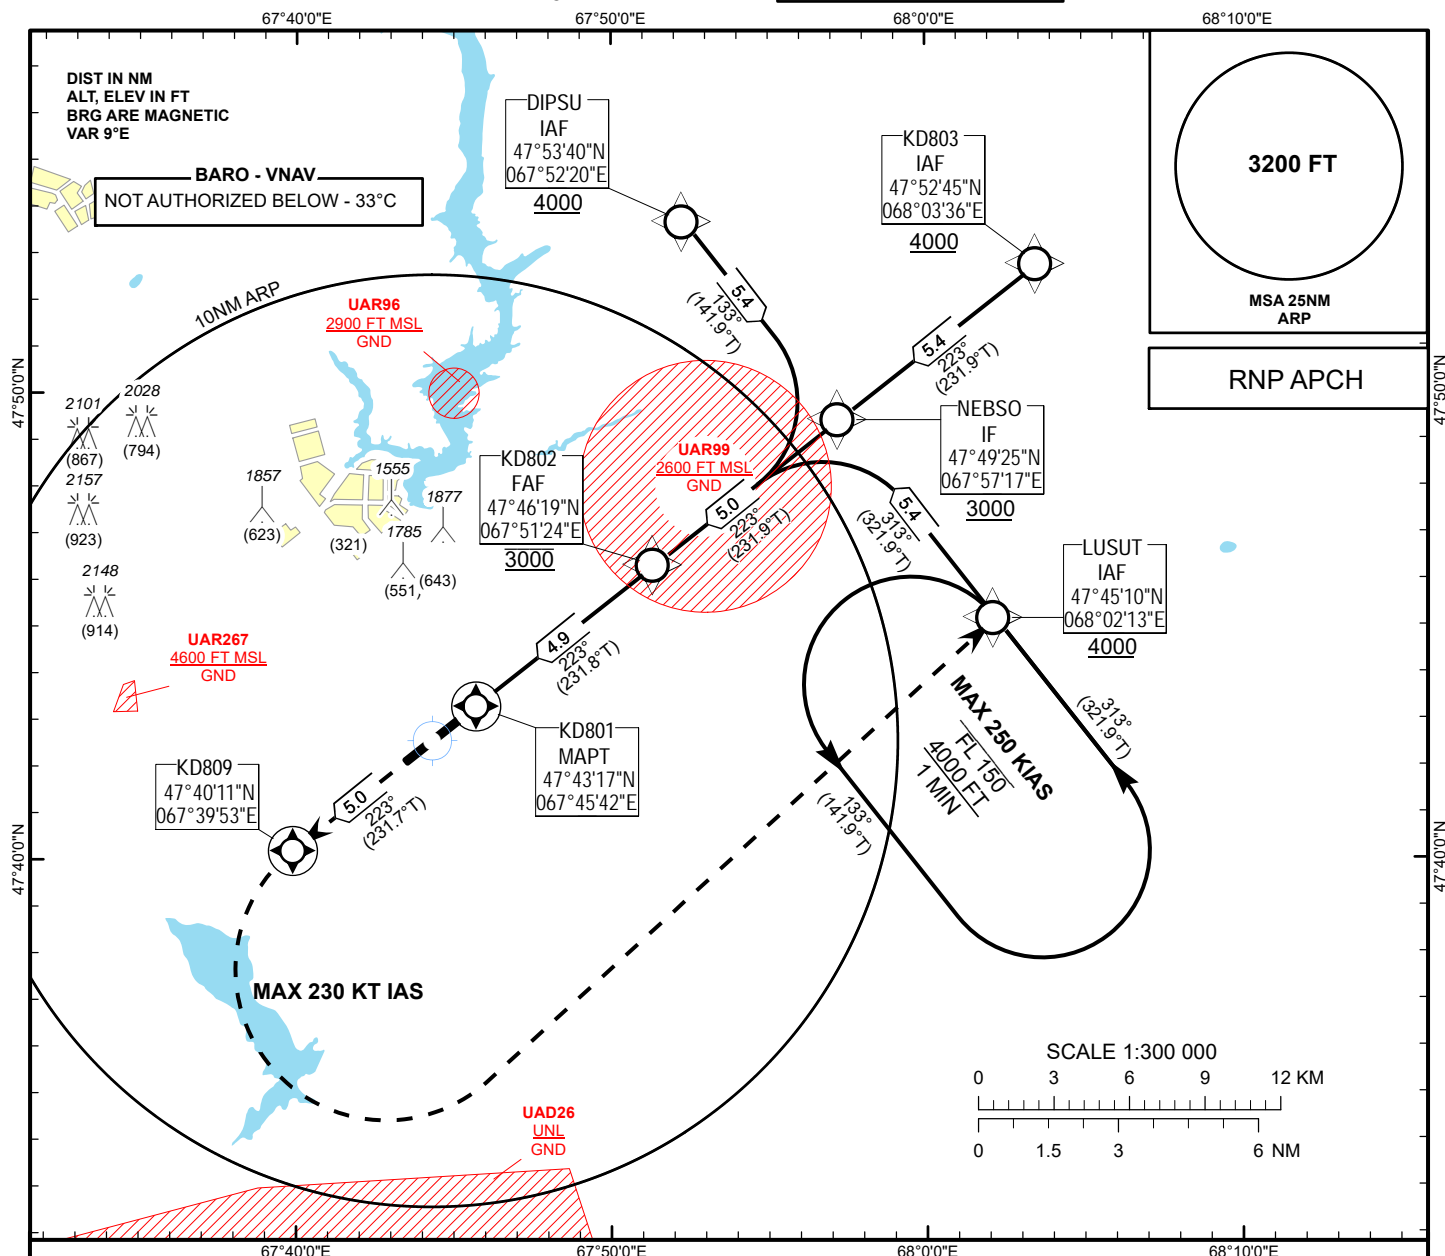 67°40'0"E
67°50'0"E
68°0'0"E
68°10'0"E
DIST IN NM
ALT, ELEV IN FT
BRG ARE MAGNETIC
VAR 9°E
BARO - VNAV
NOT AUTHORIZED BELOW - 33°C
DIPSU
IAF
47°53'40"N
067°52'20"E
4000
KD803
IAF
47°52'45"N
068°03'36"E
4000
3200 FT
MSA 25NM
ARP
RNP APCH
10NM ARP
UAR96
2900 FT MSL
GND
5.4
133°
(141.9°T)
5.4
223°
(231.9°T)
47°50'0"N
47°50'0"N
2101
(867)
2028
(794)
2157
(923)
2148
(914)
1857
(623)
1555
(321)
1877
(643)
1785
(551)
KD802
FAF
47°46'19"N
067°51'24"E
3000
UAR99
2600 FT MSL
GND
NEBSO
IF
47°49'25"N
067°57'17"E
3000
5.0
223°
(231.9°T)
5.4
313°
(321.9°T)
LUSUT
IAF
47°45'10"N
068°02'13"E
4000
UAR267
4600 FT MSL
GND
4.9
223°
(231.8°T)
KD801
MAPT
47°43'17"N
067°45'42"E
MAX 250 KIAS
FL 150
4000 FT
1 MIN
313°
(321.9°T)
133°
(141.9°T)
KD809
47°40'11"N
067°39'53"E
5.0
223°
(231.7°T)
47°40'0"N
47°40'0"N
MAX 230 KT IAS
SCALE 1:300 000
0 3 6 9 12 KM
0 1.5 3 6 NM
UAD26
UNL
GND
67°40'0"E
67°50'0"E
68°0'0"E
68°10'0"E